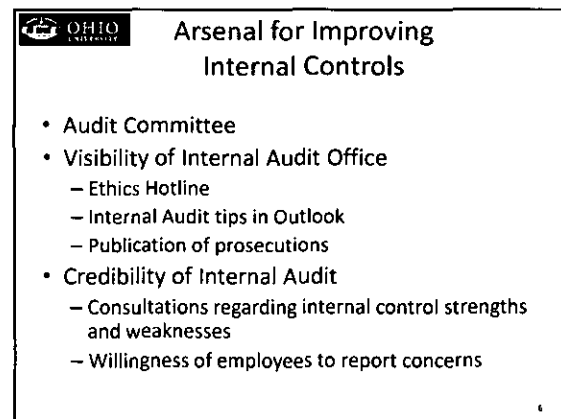 OHIO
UNIVERSITY
Arsenal for Improving
Internal Controls
• Audit Committee
• Visibility of Internal Audit Office
– Ethics Hotline
– Internal Audit tips in Outlook
– Publication of prosecutions
• Credibility of Internal Audit
– Consultations regarding internal control strengths
and weaknesses
– Willingness of employees to report concerns